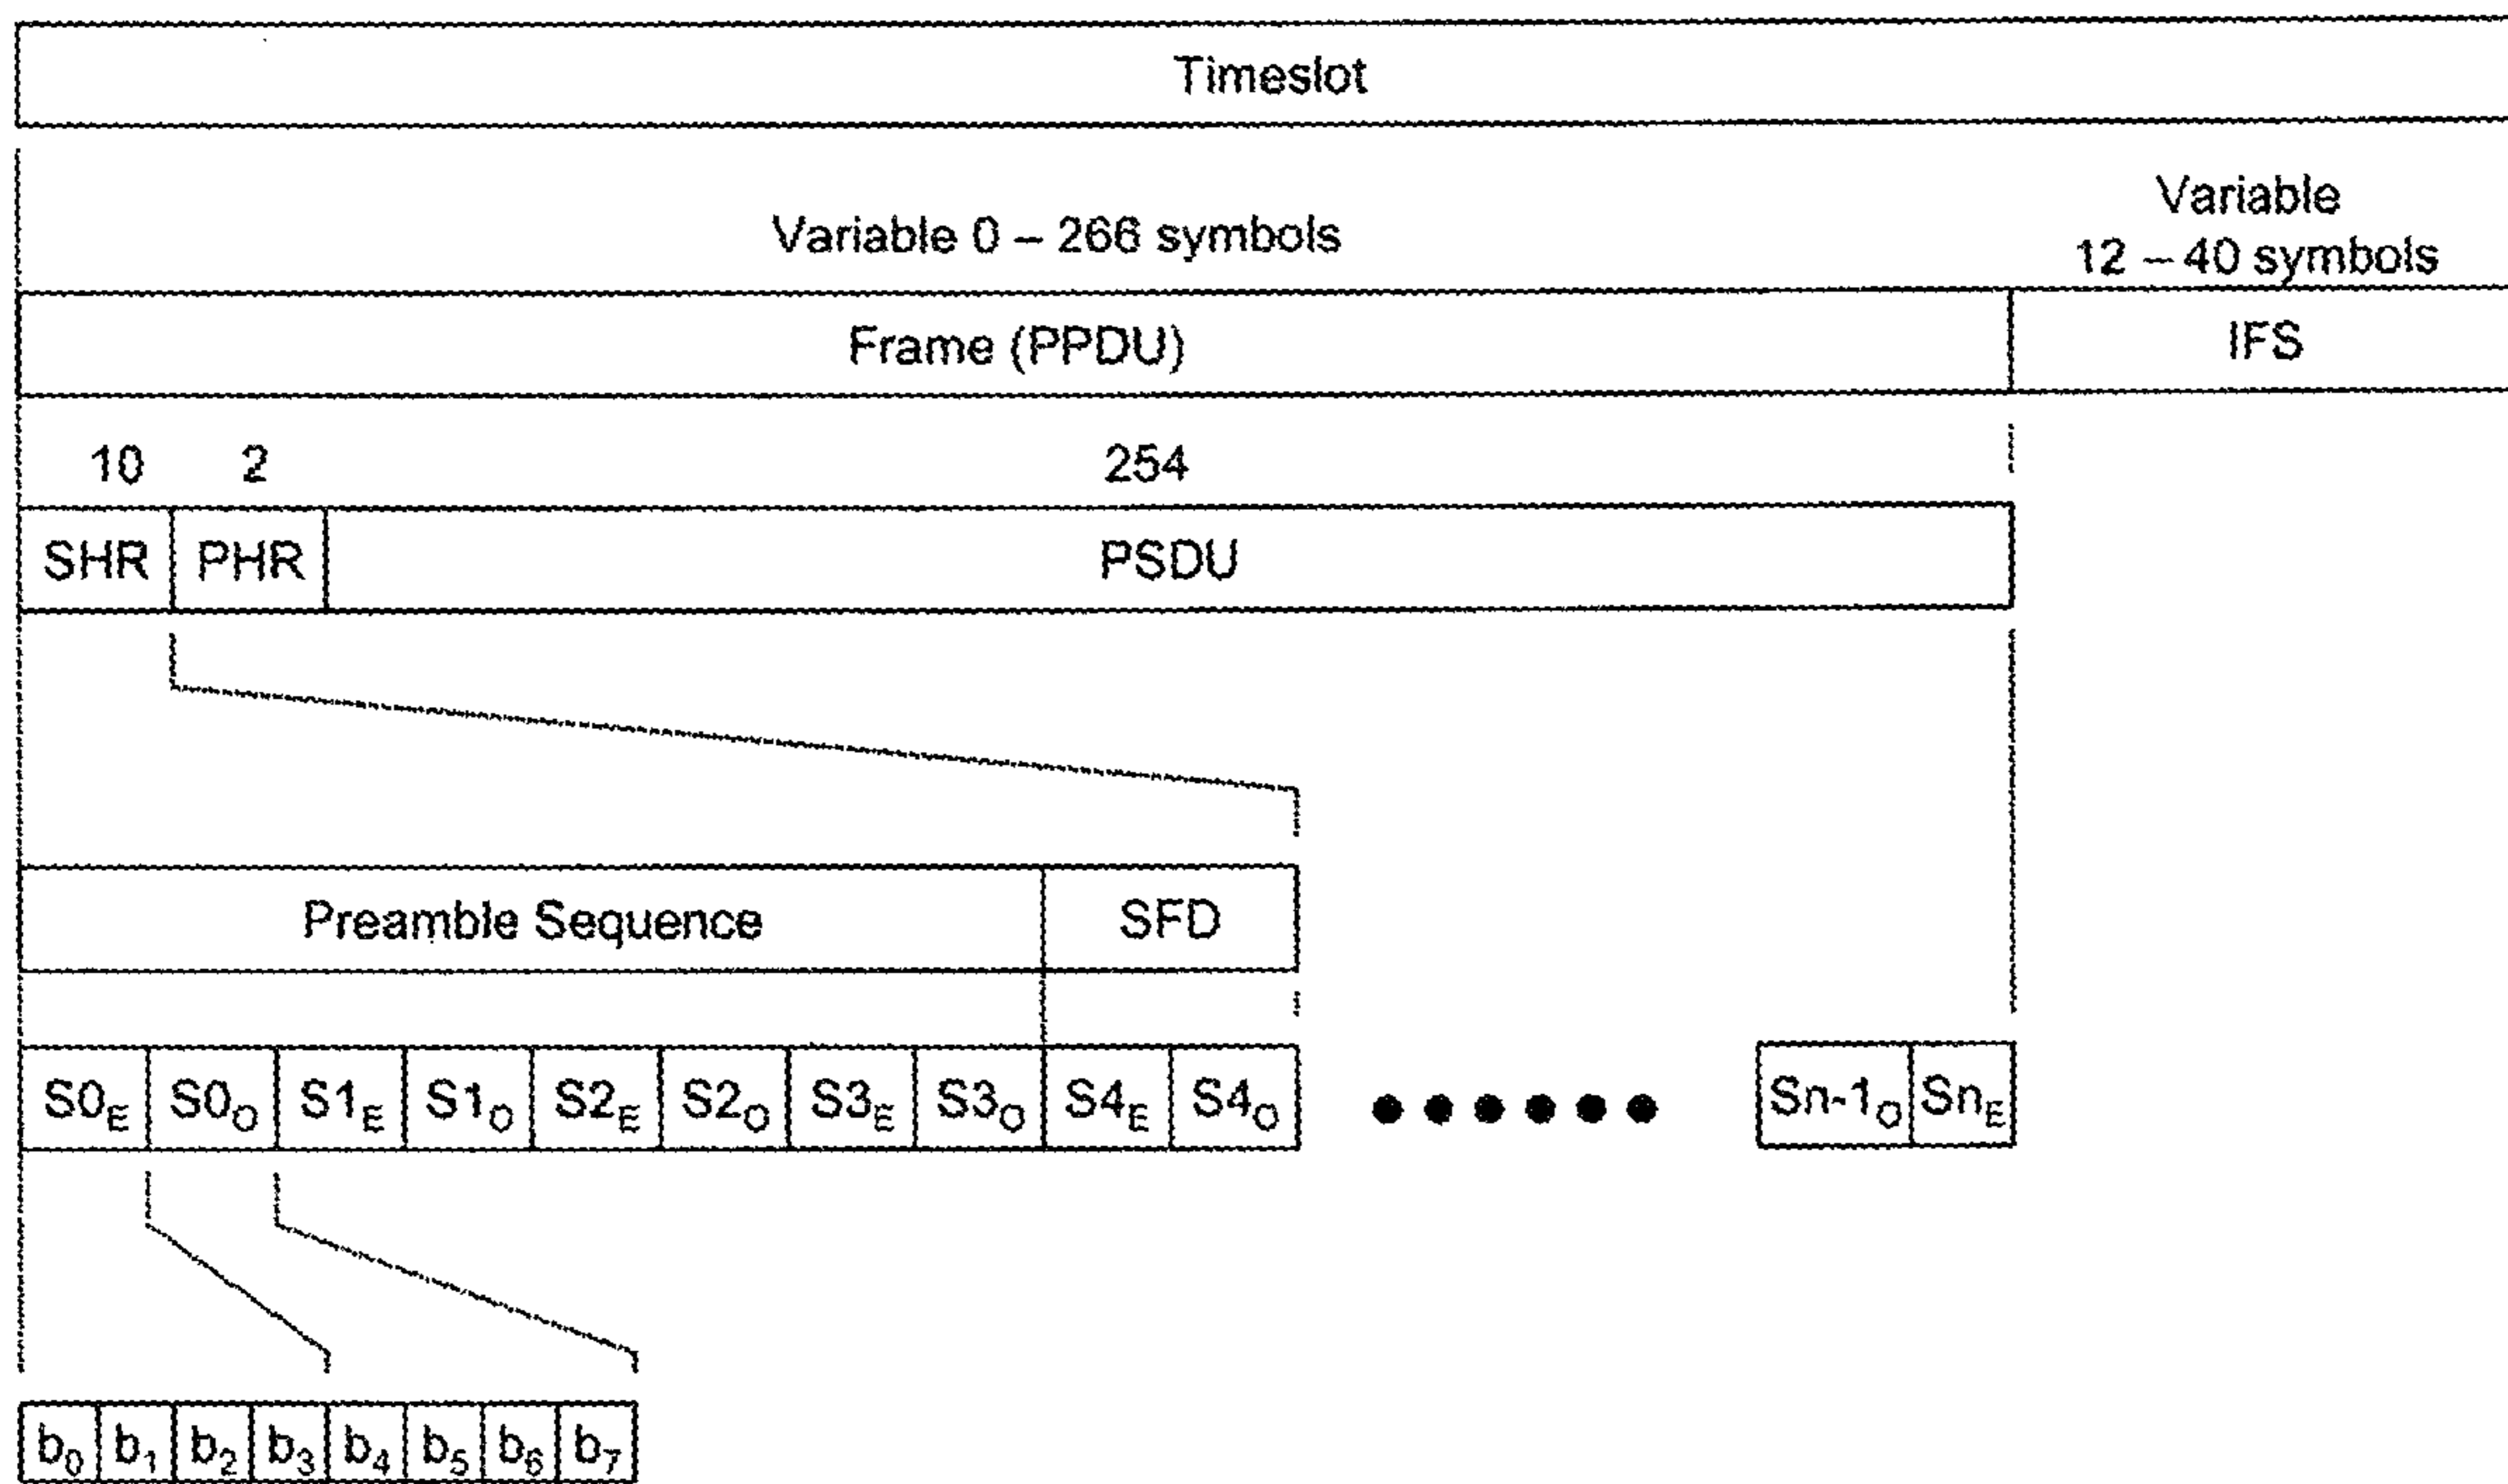 Timeslot
Variable 0 – 266 symbols
Variable
12 – 40 symbols
Frame (PPDU) IFS
10 2 254
SHR PHR PSDU
Preamble Sequence SFD
S0E S0O S1E S1O S2E S2O S3E S3O S4E S4O ●●●●●● Sn-1O SnE
b0 b1 b2 b3 b4 b5 b6 b7